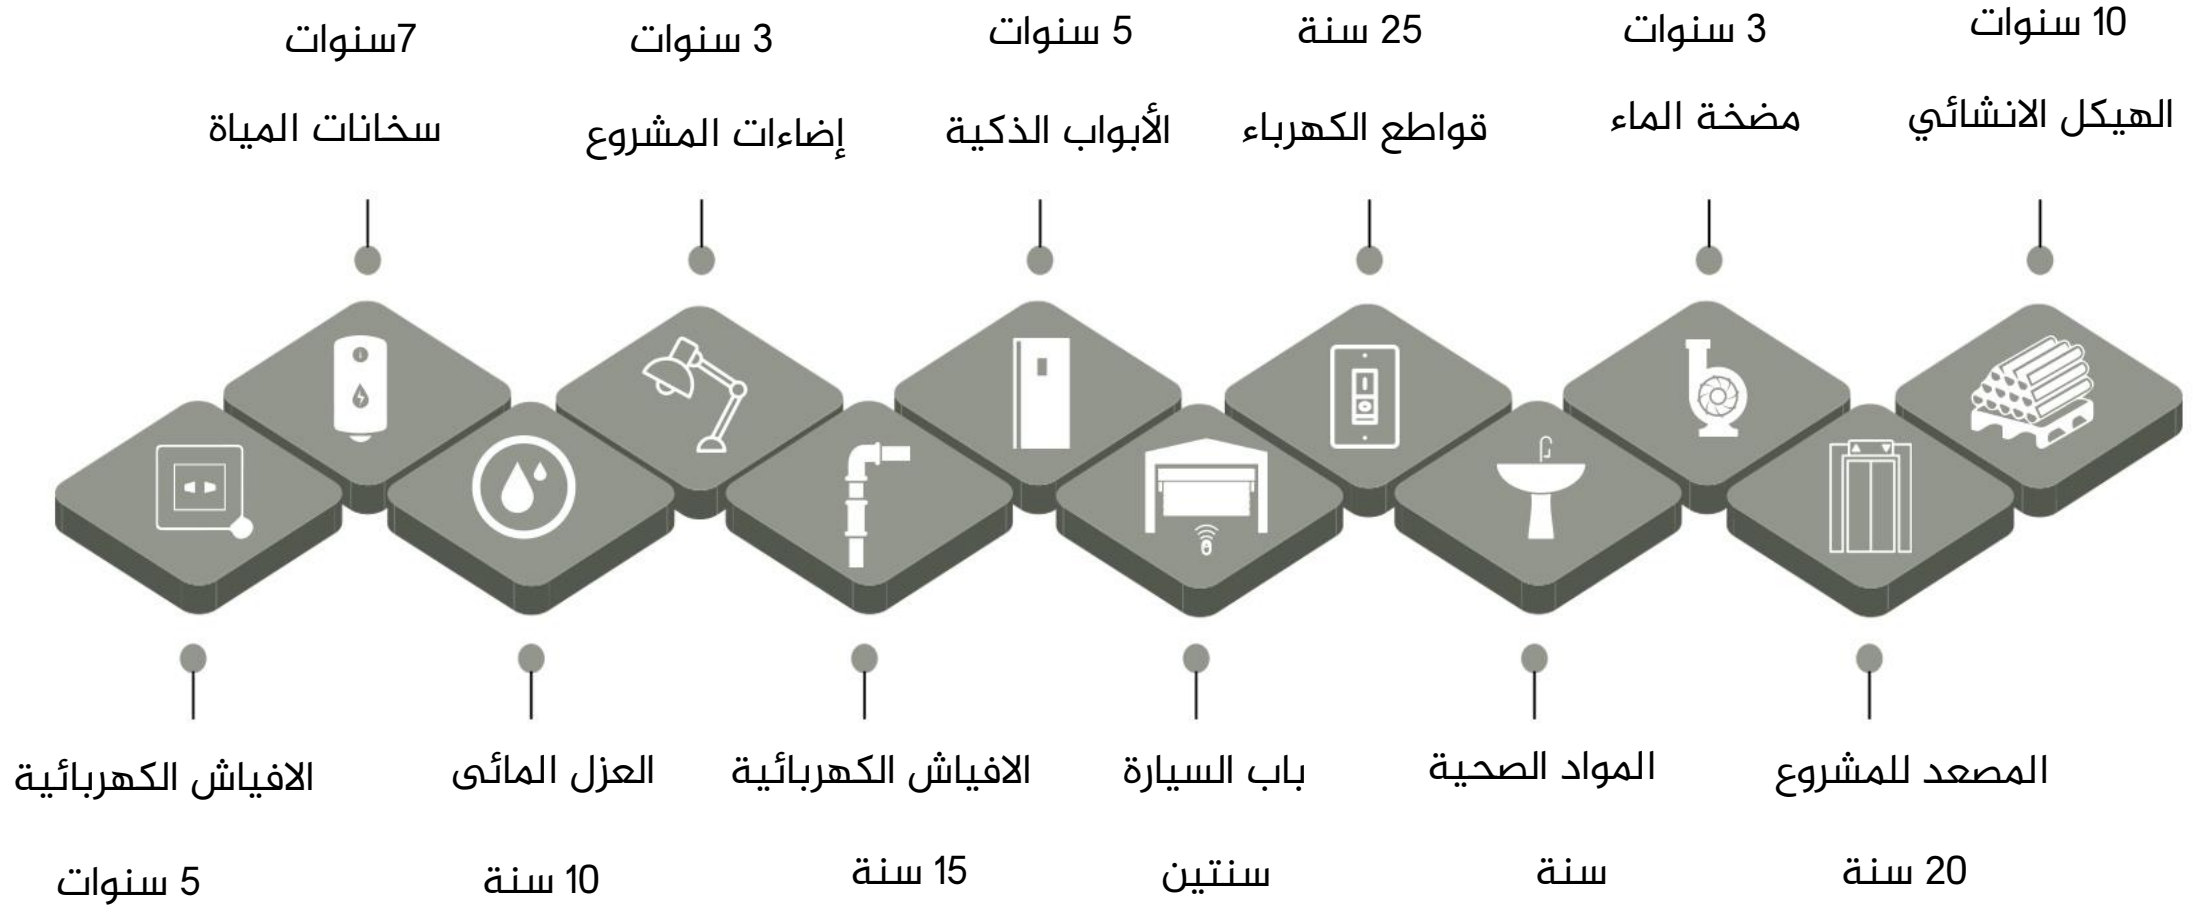 10 سنوات
الهيكل الانشائي
3 سنوات
مضخة الماء
25 سنة
قواطع الكهرباء
5 سنوات
الأبواب الذكية
3 سنوات
إضاءات المشروع
7سنوات
سخانات المياة
المصعد للمشروع
20 سنة
المواد الصحية
سنة
باب السيارة
سنتين
الافياش الكهربائية
15 سنة
العزل المائى
10 سنة
الافياش الكهربائية
5 سنوات